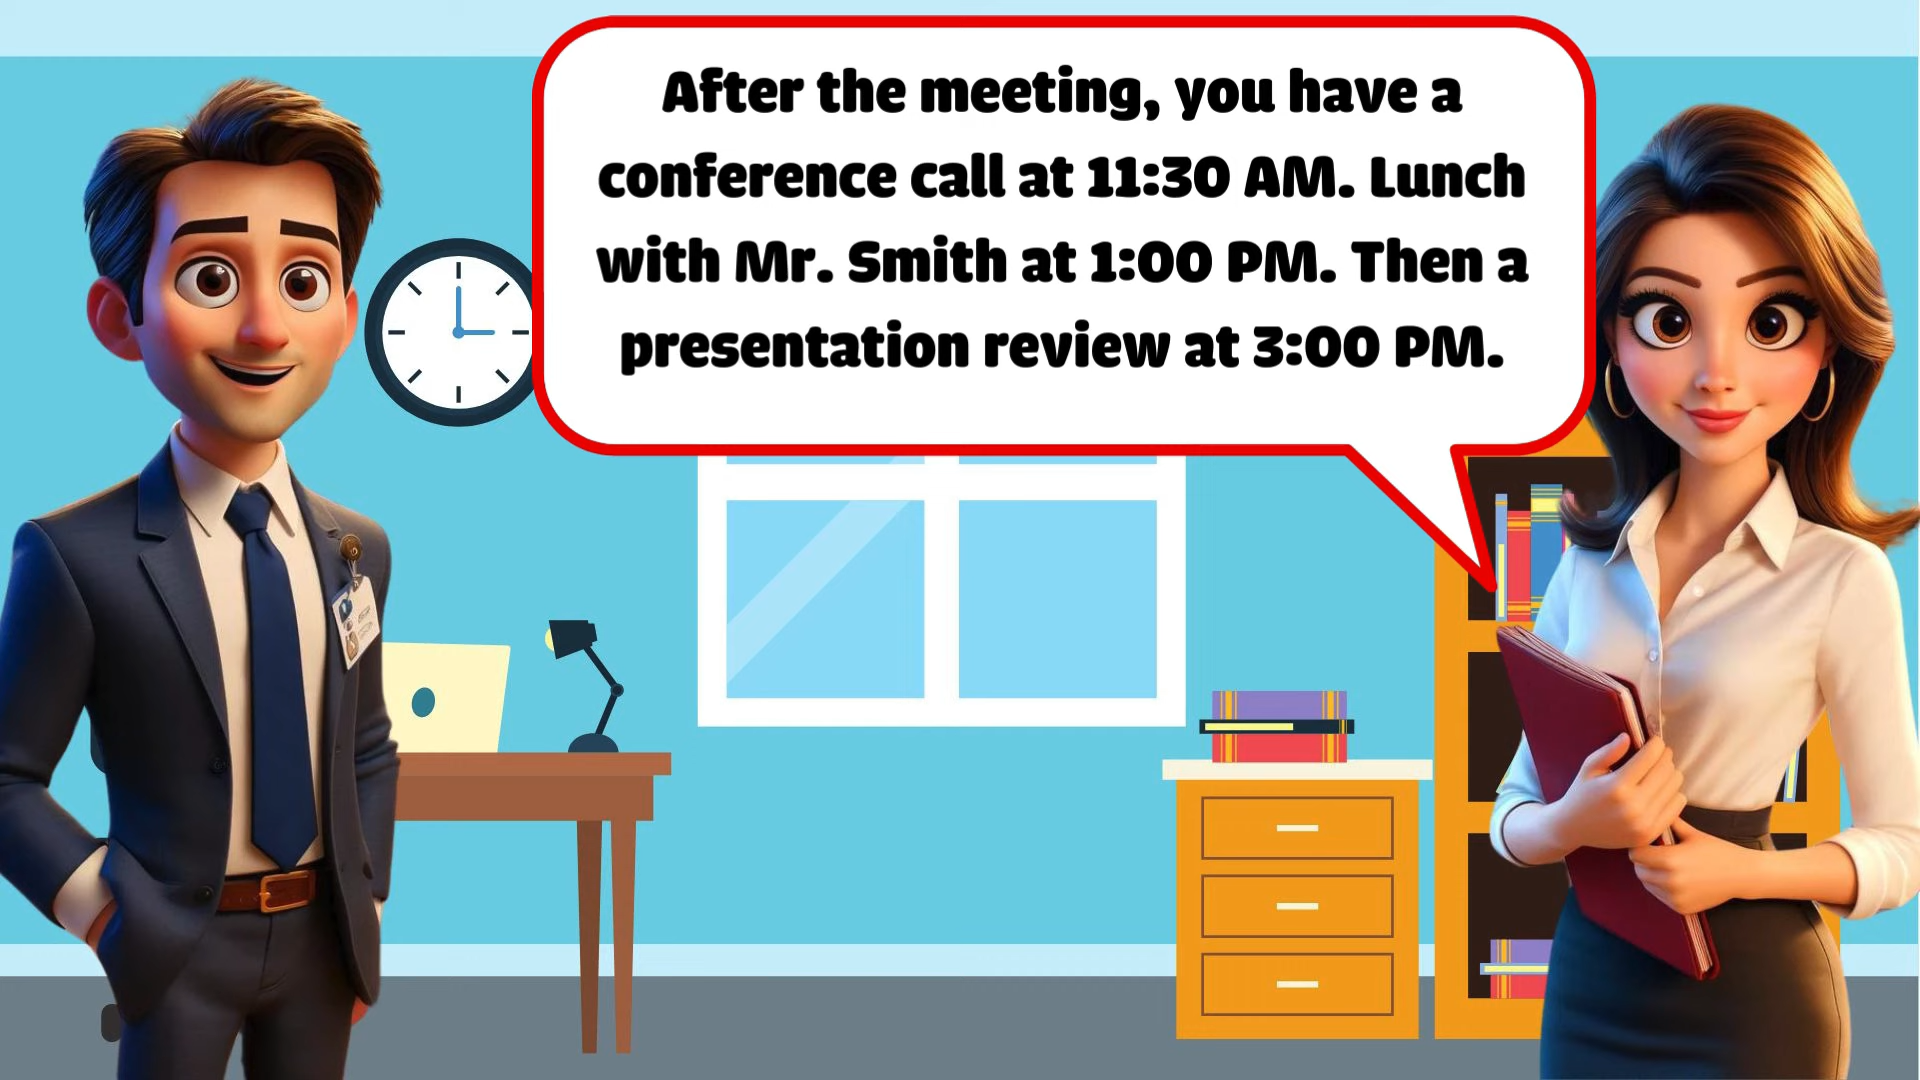 After the meeting, you have a
conference call at 11:30 AM. Lunch
with Mr. Smith at 1:00 PM. Then a
presentation review at 3:00 PM.